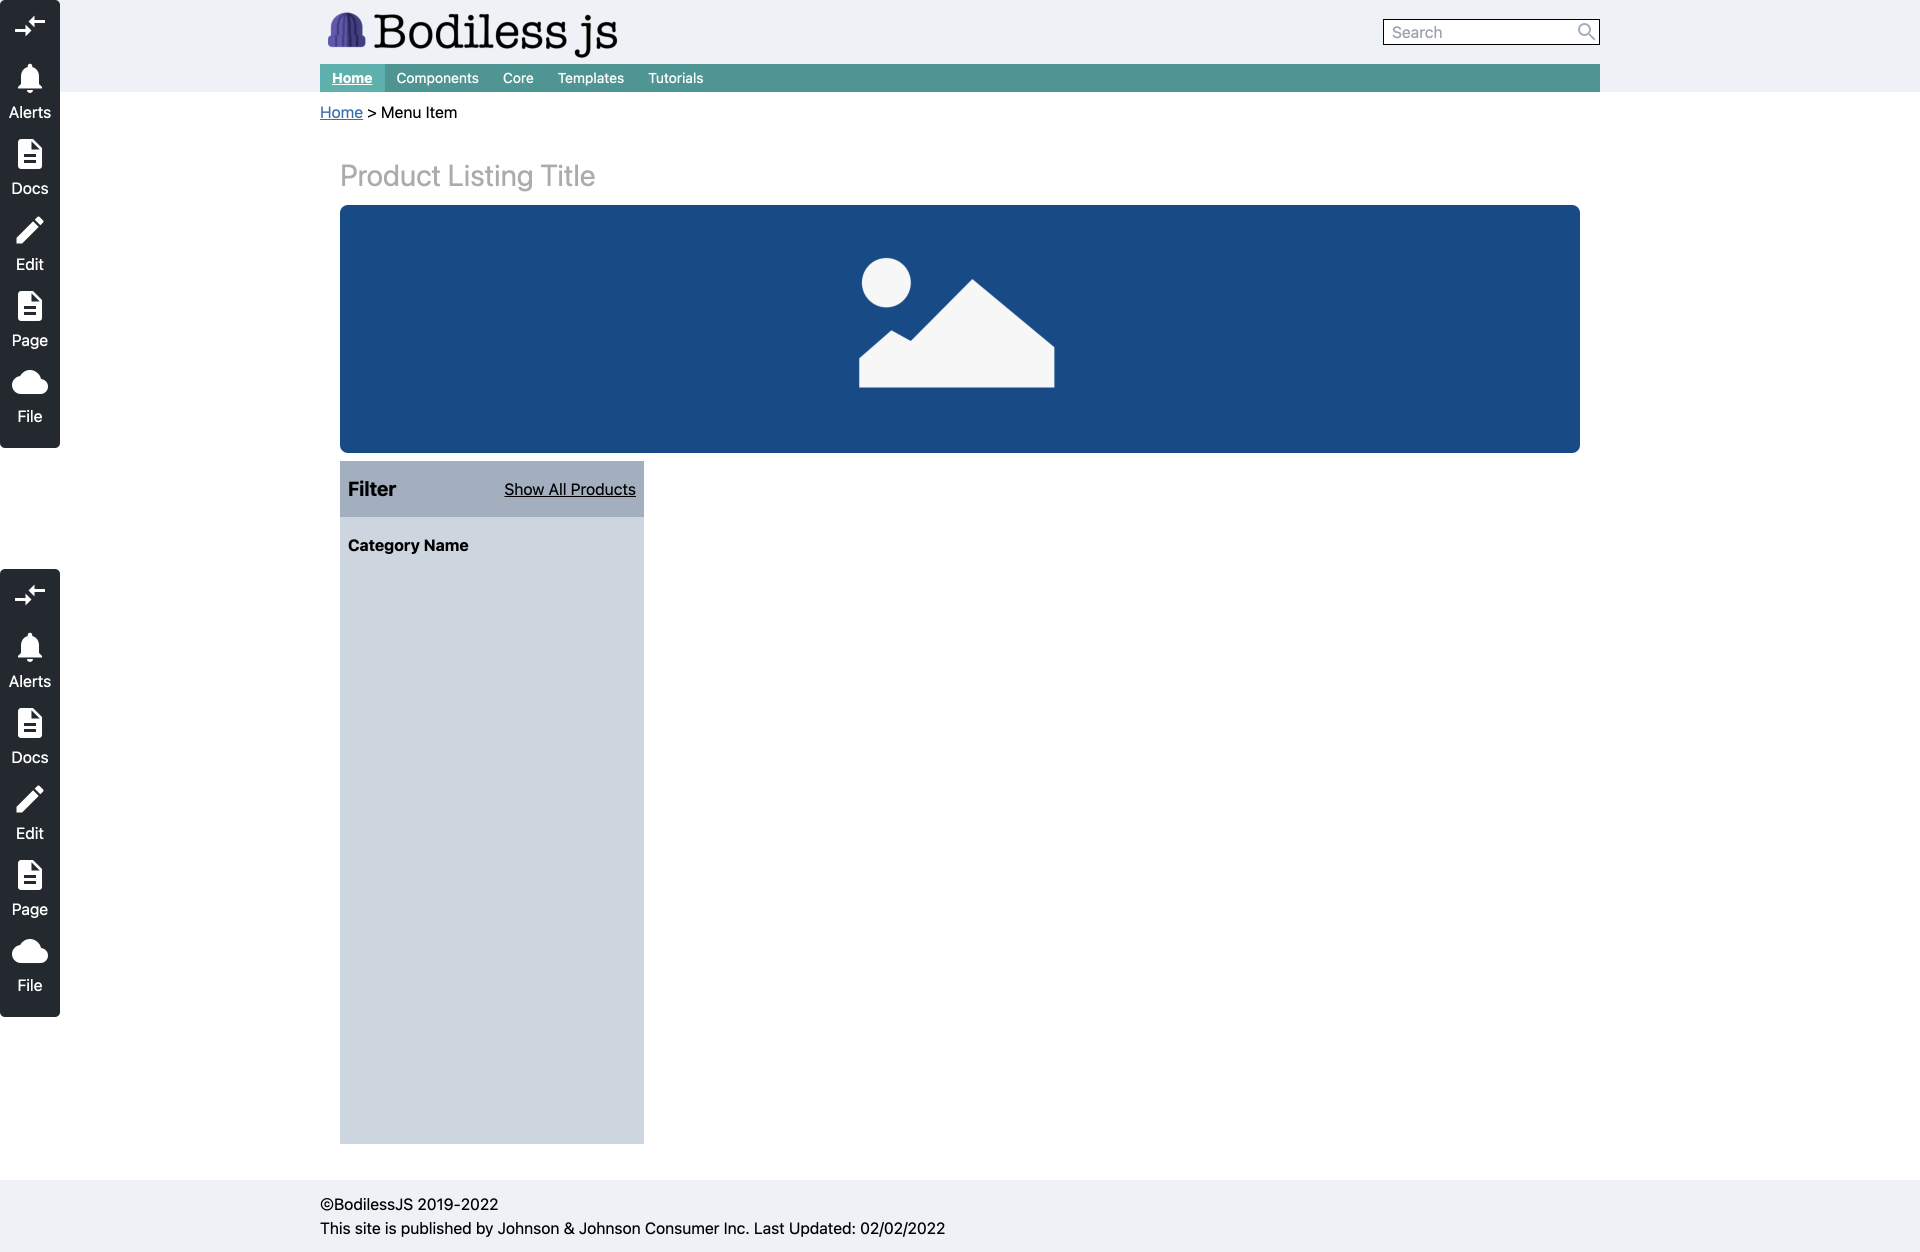 Bodiless js
Search
Home Components Core Templates Tutorials
Home > Menu Item
Product Listing Title
Filter Show All Products
Category Name
Alerts
Docs
Edit
Page
File
Alerts
Docs
Edit
Page
File
©BodilessJS 2019-2022
This site is published by Johnson & Johnson Consumer Inc. Last Updated: 02/02/2022